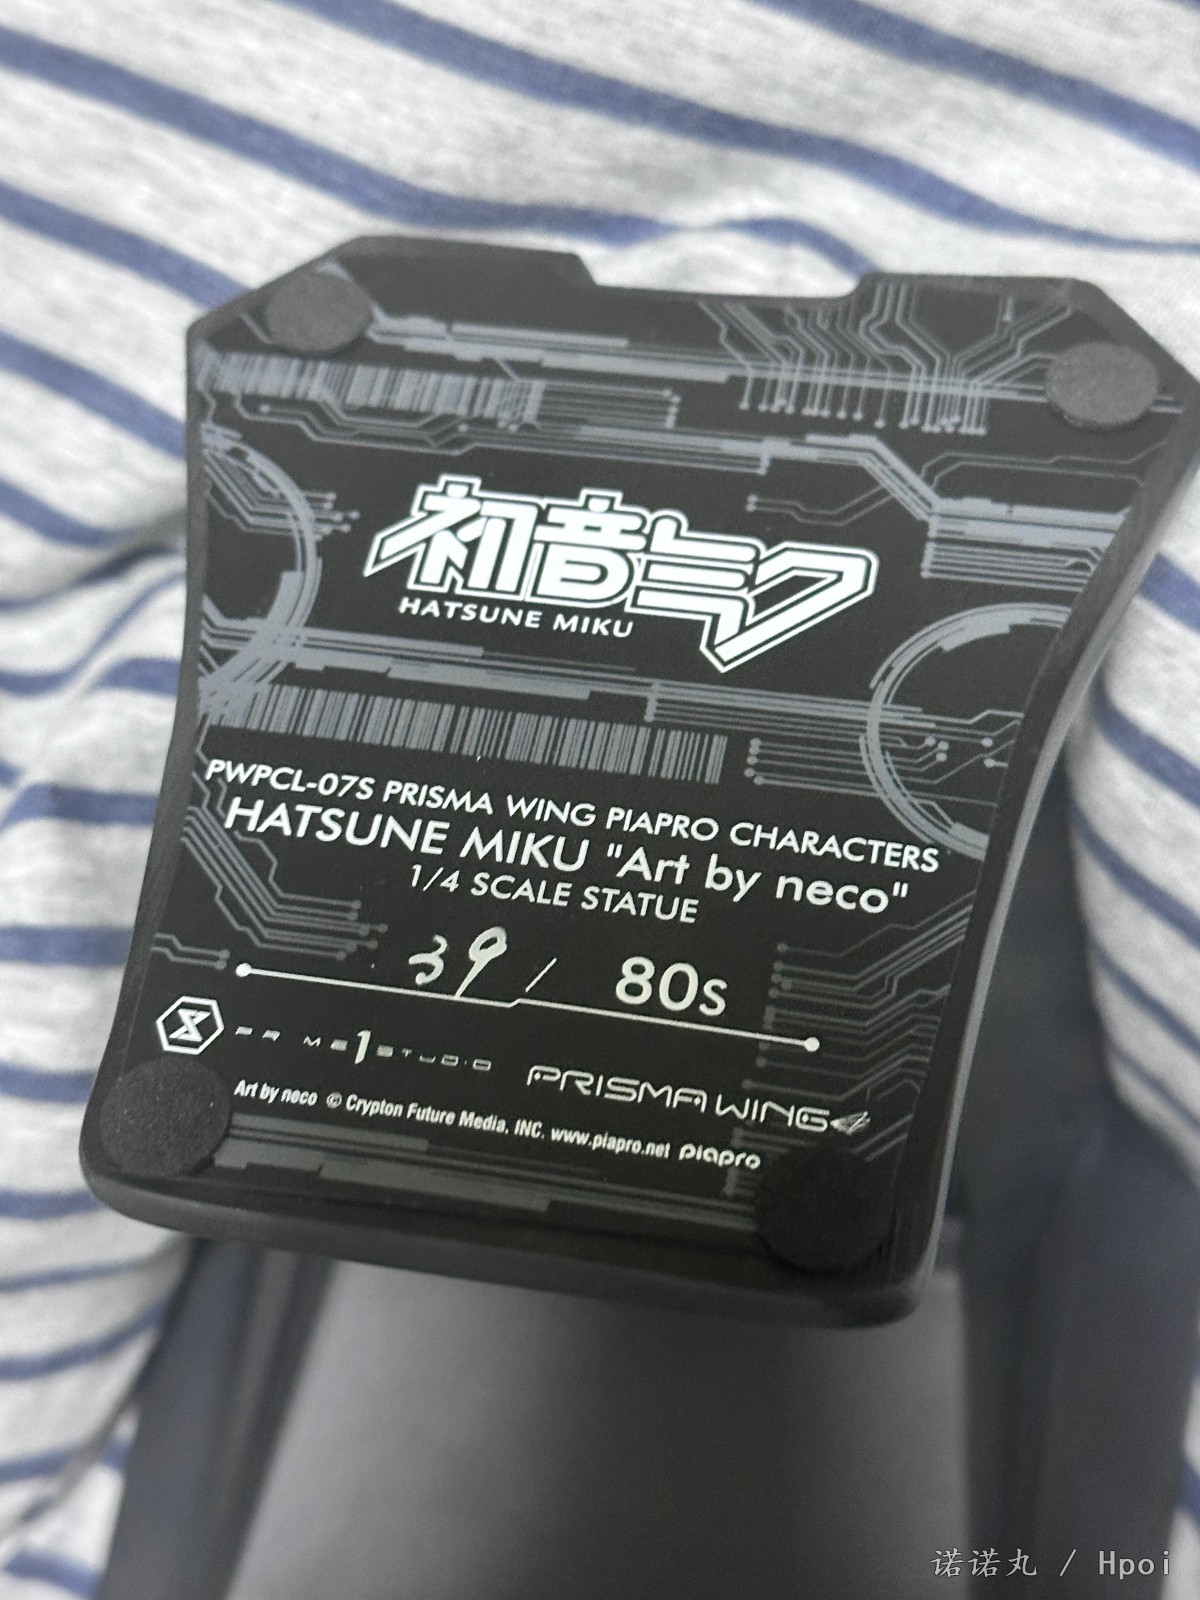 初音ミク
HATSUNE MIKU
PWPCL-07S PRISMA WING PIAPRO CHARACTERS
HATSUNE MIKU "Art by neco"
1/4 SCALE STATUE
39 / 80s
PRIME 1 STUDIO PRISMA WING
Art by neco © Crypton Future Media, INC. www.piapro.net piapro
诺诺丸 / Hpoi